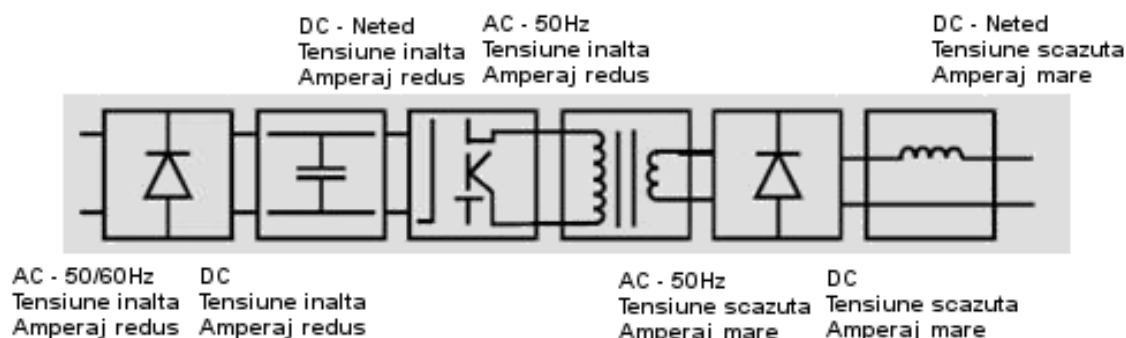 DC - Neted
Tensiune inalta
Amperaj redus
AC - 50Hz
Tensiune inalta
Amperaj redus
DC - Neted
Tensiune scazuta
Amperaj mare
AC - 50/60Hz
Tensiune inalta
Amperaj redus
DC
Tensiune inalta
Amperaj redus
AC - 50Hz
Tensiune scazuta
Amperaj mare
DC
Tensiune scazuta
Amperaj mare